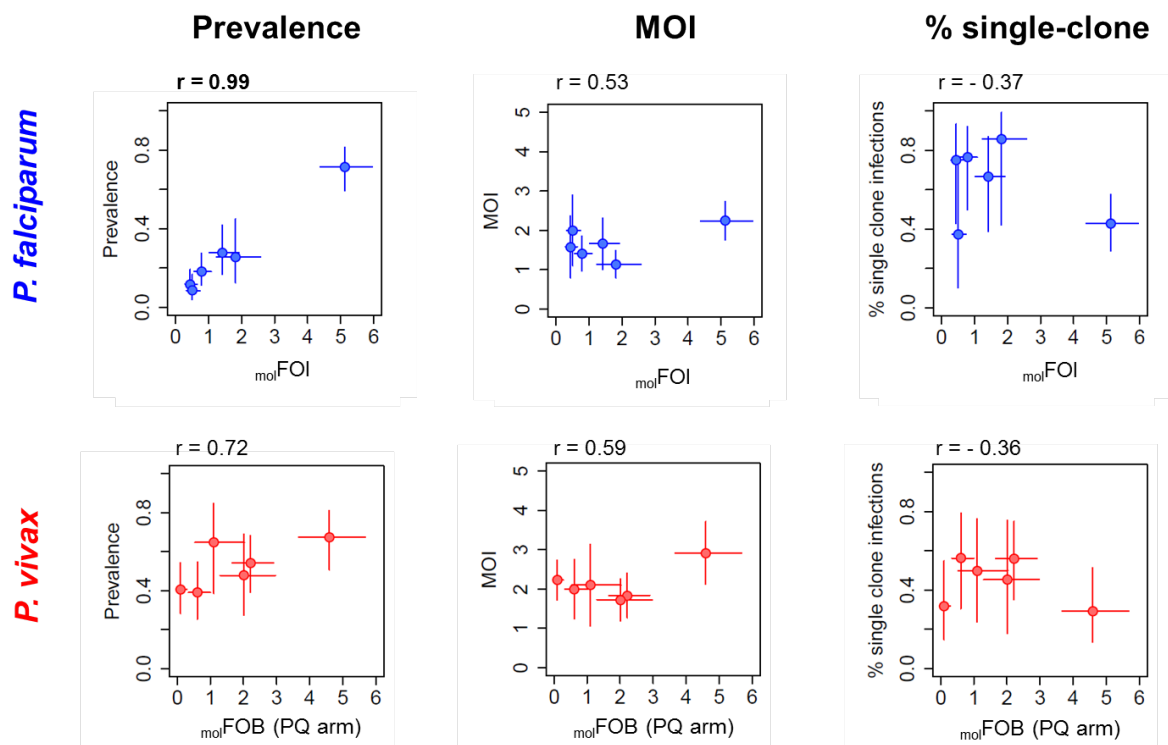 Prevalence
MOI
% single-clone
P. falciparum
r = 0.99
Prevalence
0.0 0.4 0.8
0 1 2 3 4 5 6
molFOI
r = 0.53
MOI
0 1 2 3 4 5
0 1 2 3 4 5 6
molFOI
r = - 0.37
% single clone infections
0.0 0.4 0.8
0 1 2 3 4 5 6
molFOI
P. vivax
r = 0.72
Prevalence
0.0 0.4 0.8
0 1 2 3 4 5 6
molFOB (PQ arm)
r = 0.59
MOI
0 1 2 3 4 5
0 1 2 3 4 5 6
molFOB (PQ arm)
r = - 0.36
% single clone infections
0.0 0.4 0.8
0 1 2 3 4 5 6
molFOB (PQ arm)